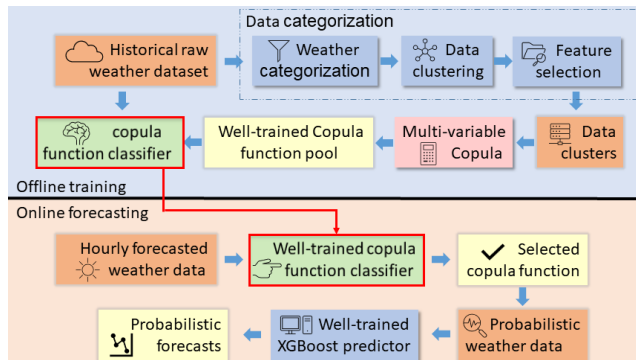 Data categorization
Historical raw
weather dataset
Weather
categorization
Data
clustering
Feature
selection
copula
function classifier
Well-trained Copula
function pool
Multi-variable
Copula
Data
clusters
Offline training
Online forecasting
Hourly forecasted
weather data
Well-trained copula
function classifier
Selected
copula function
Probabilistic
forecasts
Well-trained
XGBoost predictor
Probabilistic
weather data